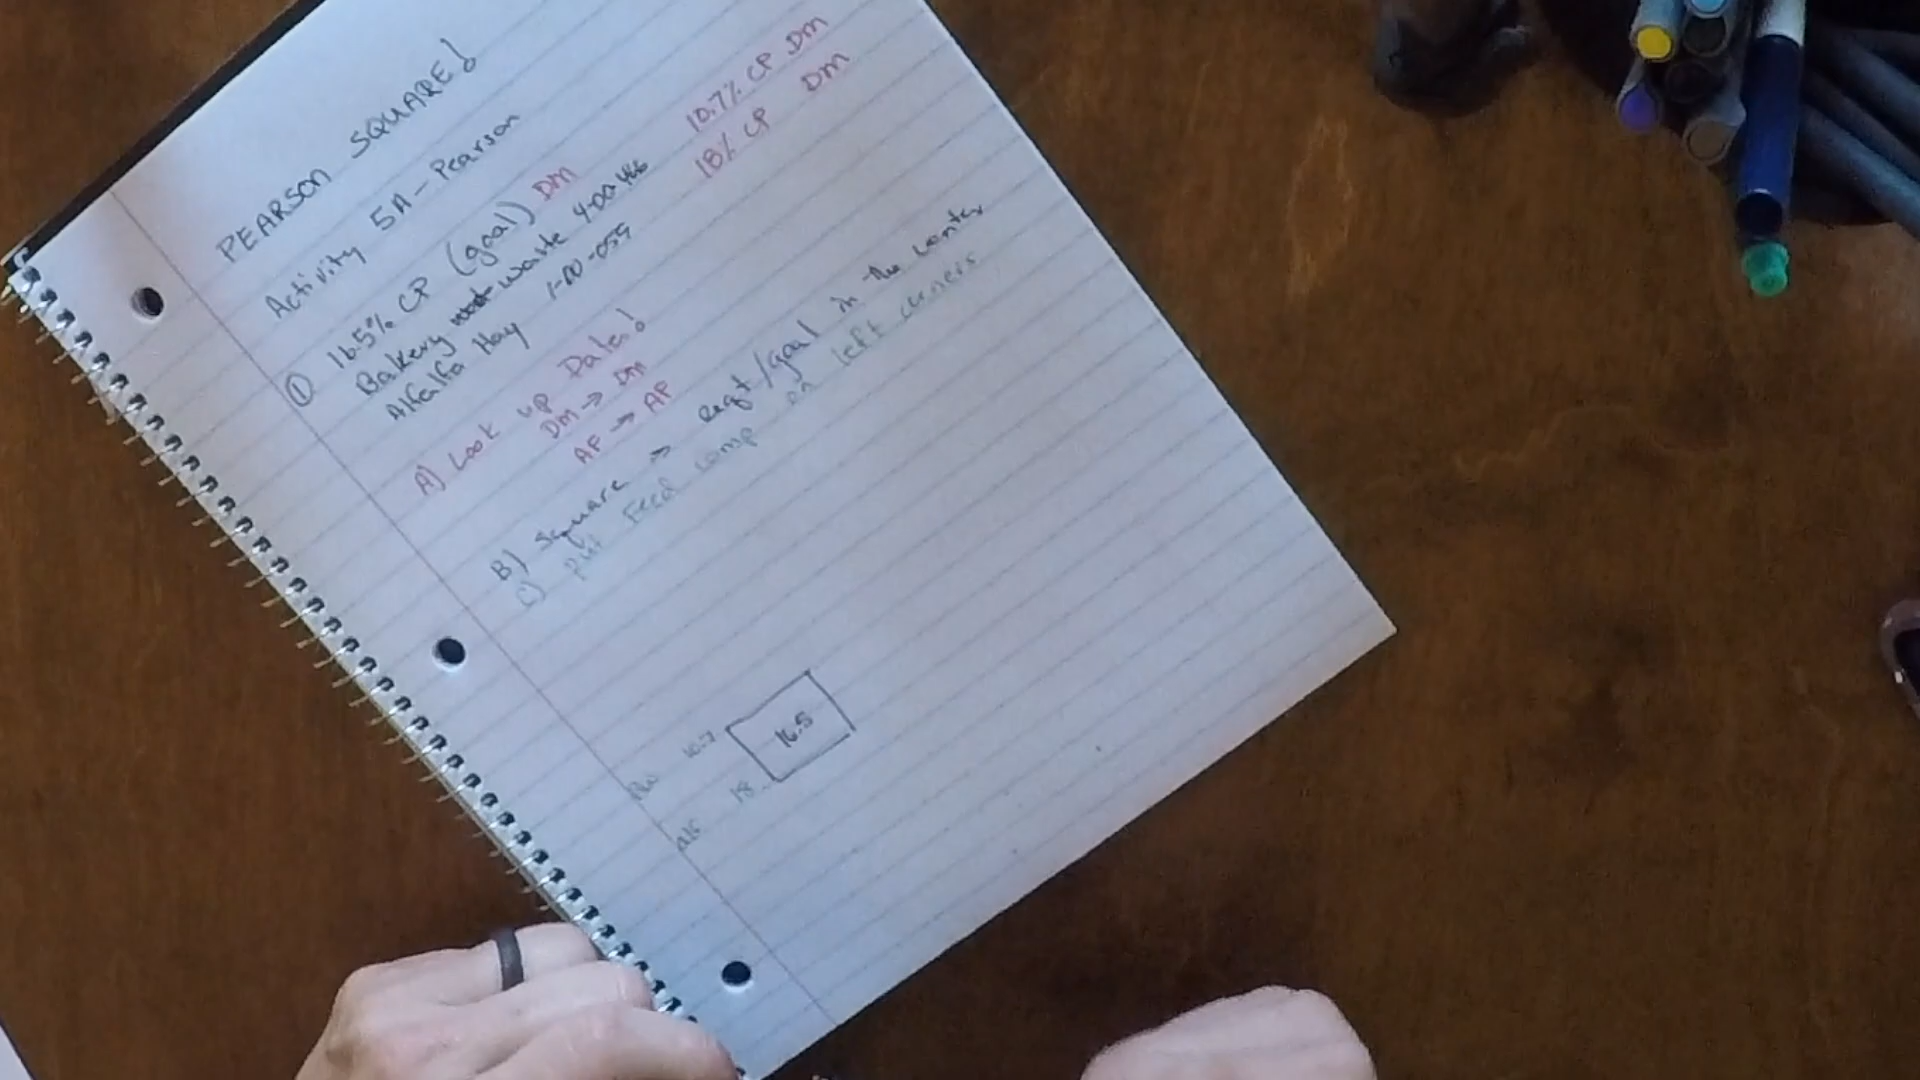 PEARSON SQUARE!
Activity 5A - Pearson
① 16.5% CP (goal) DM
Bakery waste 4-00-466 10.7% CP DM
Alfalfa Hay 1-00-059 18% CP DM
A) Look up Data!
DM → DM
AF → AF
B) Square → reqt/goal in the center
C) put Feed comp on left corners
BW 10.7 16.5
Alf 18